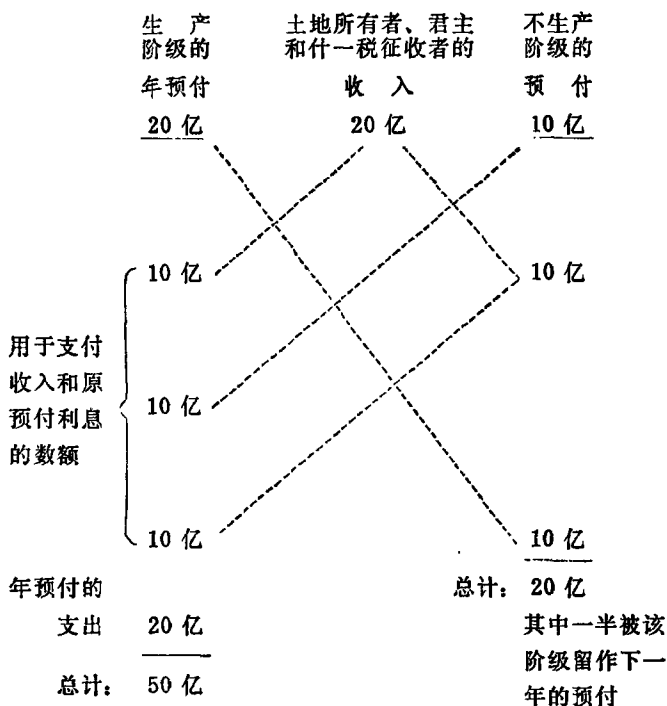 生 产
阶级的
年预付
20 亿
土地所有者、君主
和什一税征收者的
收 入
20 亿
不生产
阶级的
预 付
10 亿
10 亿
10 亿
用于支付
收入和原
预付利息
的数额
10 亿
10 亿
10 亿
年预付的
支出 20 亿
总计: 50 亿
总计: 20 亿
其中一半被该
阶级留作下一
年的预付